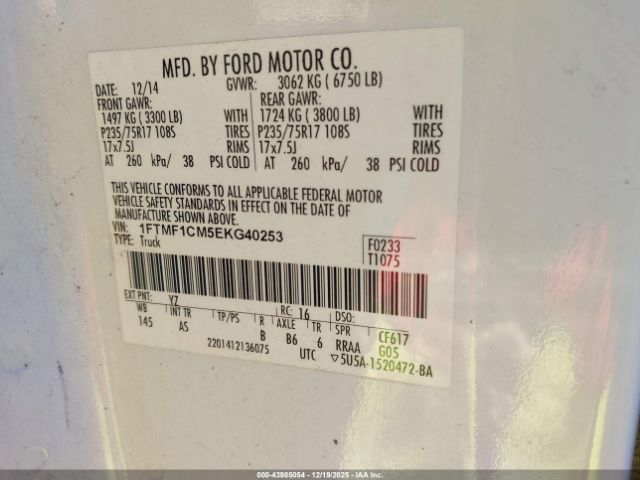 MFD. BY FORD MOTOR CO.
DATE: 12/14 GVWR: 3062 KG ( 6750 LB)
FRONT GAWR: REAR GAWR:
1497 KG ( 3300 LB) WITH 1724 KG ( 3800 LB) WITH
P235/75R17 108S TIRES P235/75R17 108S TIRES
17x7.5J RIMS 17x7.5J RIMS
AT 260 kPa/ 38 PSI COLD AT 260 kPa/ 38 PSI COLD
THIS VEHICLE CONFORMS TO ALL APPLICABLE FEDERAL MOTOR
VEHICLE SAFETY STANDARDS IN EFFECT ON THE DATE OF
MANUFACTURE SHOWN ABOVE.
VIN: 1FTMF1CM5EKG40253 F0233
TYPE: Truck T1075
EXT PNT: YZ RC: 16 DSO:
WB INT TR TP/PS R AXLE TR SPR CF617
145 AS B B6 6 RRAA G05
2201412136075 UTC ▽5U5A-1520472-BA
00-43985054 - 12/19/2025 - IAAI.COM